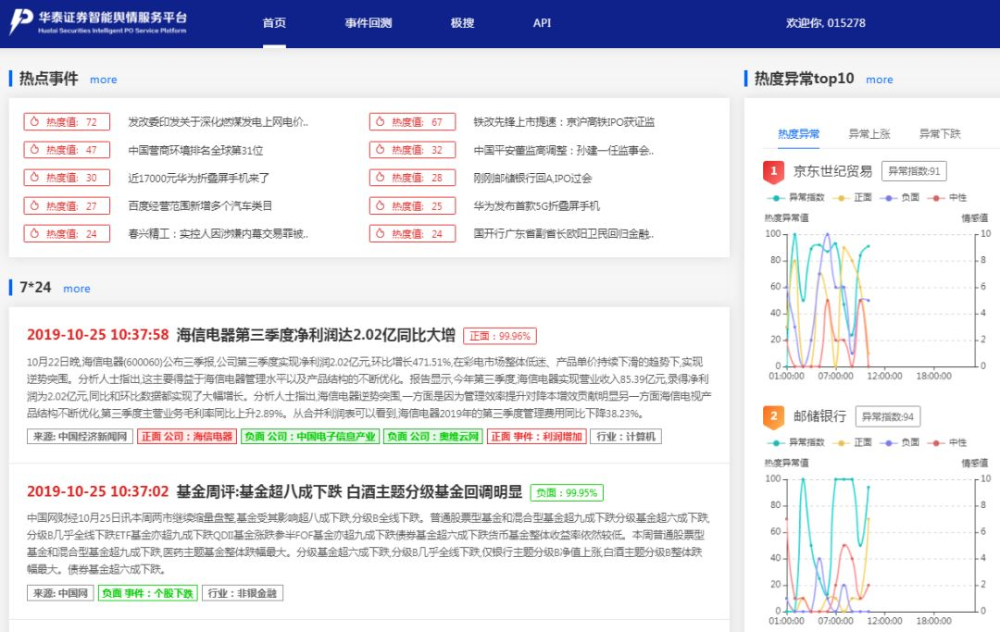 华泰证券智能舆情服务平台
Huatai Securities Intelligent PO Service Platform
首页
事件回测
极搜
API
欢迎你, 015278
热点事件 more
热度值: 72 发改委印发关于深化燃煤发电上网电价..
热度值: 67 铁改先锋上市提速：京沪高铁IPO获证监
热度值: 47 中国营商环境排名全球第31位
热度值: 32 中国平安董监高调整：孙建一任监事会..
热度值: 30 近17000元华为折叠屏手机来了
热度值: 28 刚刚邮储银行回A,IPO过会
热度值: 27 百度经营范围新增多个汽车类目
热度值: 25 华为发布首款5G折叠屏手机
热度值: 24 春兴精工：实控人因涉嫌内幕交易罪被..
热度值: 24 国开行广东省副省长欧阳卫民回归金融..
7*24 more
2019-10-25 10:37:58 海信电器第三季度净利润达2.02亿同比大增 正面：99.96%
10月22日晚,海信电器(600060)公布三季报,公司第三季度实现净利润2.02亿元,环比增长471.51%,在彩电市场整体低迷、产品单价持续下滑的趋势下,实现
逆势突围。分析人士指出,这主要得益于海信电器管理水平以及产品结构的不断优化。报告显示,今年第三季度,海信电器实现营业收入85.39亿元,录得净利
润为2.02亿元,同比和环比数据都实现了大幅增长。分析人士指出,海信电器逆势突围,一方面是因为管理效率提升对降本增效贡献明显另一方面海信电视产
品结构不断优化,第三季度主营业务毛利率同比上升2.89%。从合并利润表可以看到,海信电器2019年的第三季度管理费用同比下降38.23%。
来源: 中国经济新闻网 正面 公司：海信电器 负面 公司：中国电子信息产业 负面 公司：奥维云网 正面 事件：利润增加 行业：计算机
2019-10-25 10:37:02 基金周评:基金超八成下跌 白酒主题分级基金回调明显 负面：99.95%
中国网财经10月25日讯本周两市继续缩量盘整,基金受其影响超八成下跌,分级B全线下跌。普通股票型基金和混合型基金超九成下跌分级基金超六成下跌,
分级B几乎全线下跌ETF基金亦超九成下跌QDII基金涨跌参半FOF基金亦超九成下跌债券基金超六成下跌货币基金整体收益率依然较低。本周普通股票型
基金和混合型基金超九成下跌,医药主题基金整体跌幅最大。分级基金超六成下跌,分级B几乎全线下跌,仅银行主题分级B净值上涨,白酒主题分级B整体跌
幅最大。债券基金超六成下跌。
来源: 中国网 负面 事件：个股下跌 行业：非银金融
热度异常top10 more
热度异常 异常上涨 异常下跌
1 京东世纪贸易 异常指数:91
异常指数 正面 负面 中性
热度异常值 情感值
100 10
80 8
60 6
40 4
20 2
0 0
01:00:00 07:00:00 12:00:00 18:00:00
2 邮储银行 异常指数:94
异常指数 正面 负面 中性
热度异常值 情感值
100 10
80 8
60 6
40 4
20 2
0 0
01:00:00 07:00:00 12:00:00 18:00:00